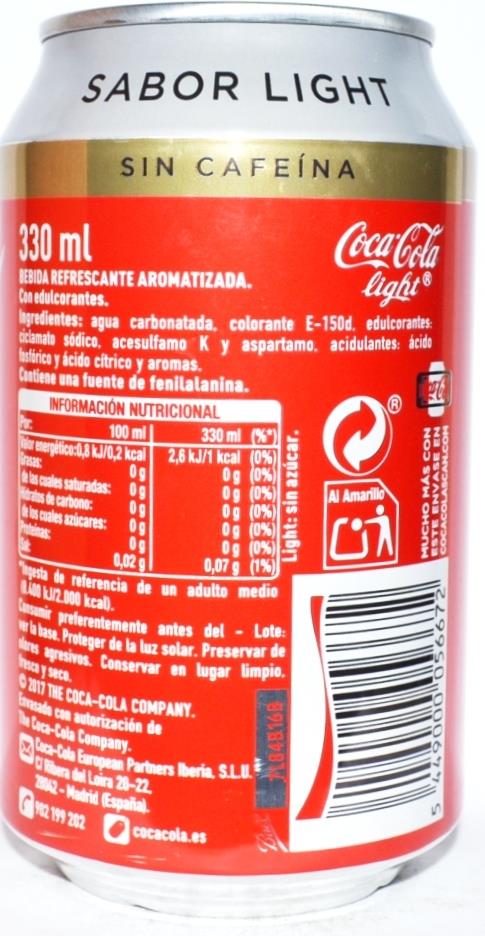 SABOR LIGHT
SIN CAFEÍNA
330 ml
BEBIDA REFRESCANTE AROMATIZADA.
Con edulcorantes.
Ingredientes: agua carbonatada, colorante E-150d, edulcorantes:
ciclamato sódico, acesulfamo K y aspartamo, acidulantes: ácido
fosfórico y ácido cítrico y aromas.
Contiene una fuente de fenilalanina.
Coca-Cola
light®
INFORMACIÓN NUTRICIONAL
Por: 100 ml 330 ml (%*)
Valor energético: 0,8 kJ/0,2 kcal 2,6 kJ/1 kcal (0%)
Grasas: 0 g 0 g (0%)
de las cuales saturadas: 0 g 0 g (0%)
Hidratos de carbono: 0 g 0 g (0%)
de los cuales azúcares: 0 g 0 g (0%)
Proteínas: 0 g 0 g (0%)
Sal: 0,02 g 0,07 g (1%)
Light: sin azúcar.
®
Al Amarillo
MUCHO MÁS CON
ESTE ENVASE EN
COCACOLASCAN.COM
*Ingesta de referencia de un adulto medio
(8.400 kJ/2.000 kcal).
Consumir preferentemente antes del - Lote:
ver la base. Proteger de la luz solar. Preservar de
olores agresivos. Conservar en lugar limpio,
fresco y seco.
© 2017 THE COCA-COLA COMPANY.
Envasado con autorización de
The Coca-Cola Company.
Coca-Cola European Partners Iberia, S.L.U.
C/ Ribera del Loira 20-22.
28042 - Madrid (España).
902 199 202
cocacola.es
7L84B16B
5 449000 056672